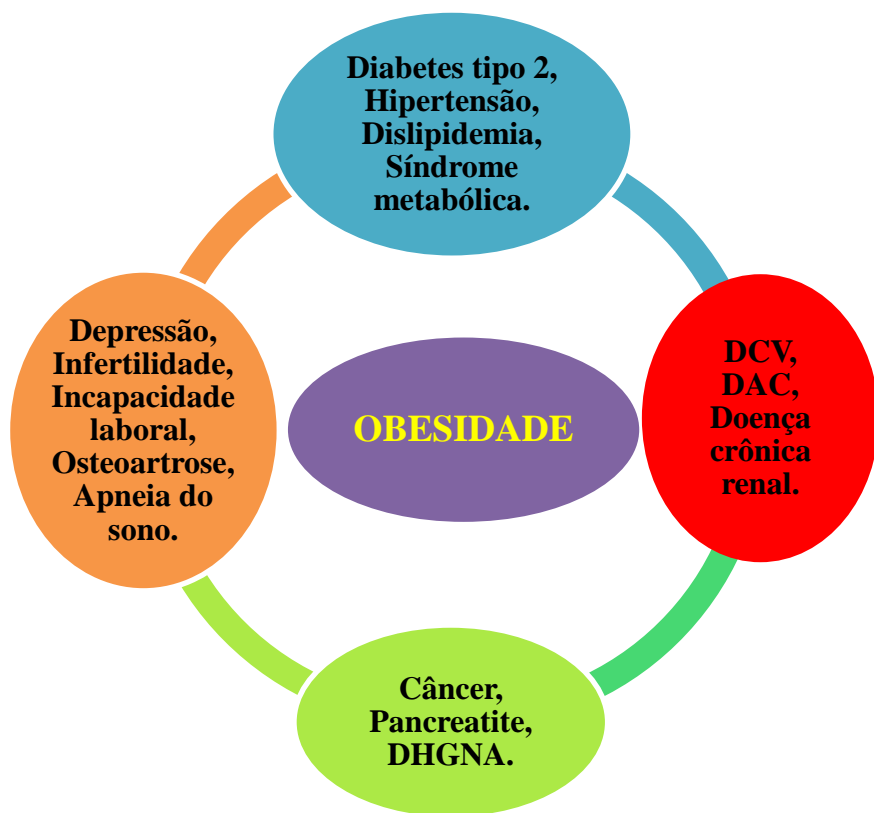 Diabetes tipo 2,
Hipertensão,
Dislipidemia,
Síndrome
metabólica.
DCV,
DAC,
Doença
crônica
renal.
Câncer,
Pancreatite,
DHGNA.
Depressão,
Infertilidade,
Incapacidade
laboral,
Osteoartrose,
Apneia do
sono.
OBESIDADE